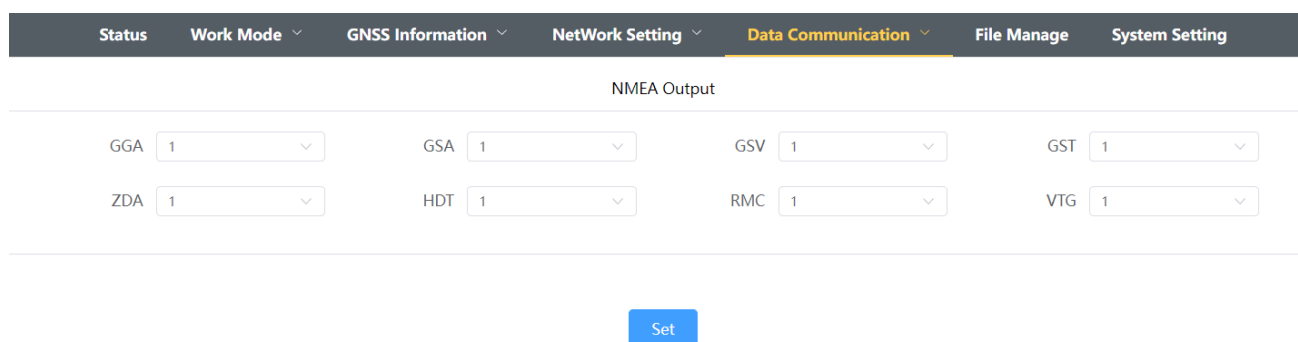 Status Work Mode GNSS Information NetWork Setting Data Communication File Manage System Setting
NMEA Output
GGA 1 GSA 1 GSV 1 GST 1
ZDA 1 HDT 1 RMC 1 VTG 1
Set